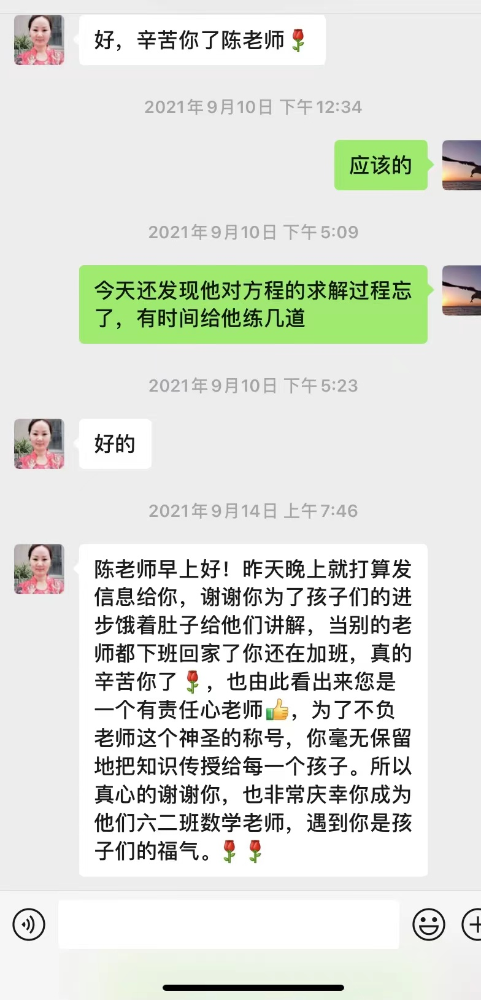 好，辛苦你了陈老师🌹
2021年9月10日 下午12:34
应该的
2021年9月10日 下午5:09
今天还发现他对方程的求解过程忘
了，有时间给他练几道
2021年9月10日 下午5:23
好的
2021年9月14日 上午7:46
陈老师早上好！昨天晚上就打算发
信息给你，谢谢你为了孩子们的进
步饿着肚子给他们讲解，当别的老
师都下班回家了你还在加班，真的
辛苦你了🌹，也由此看出来您是
一个有责任心老师👍，为了不负
老师这个神圣的称号，你毫无保留
地把知识传授给每一个孩子。所以
真心的谢谢你，也非常庆幸你成为
他们六二班数学老师，遇到你是孩
子们的福气。🌹🌹